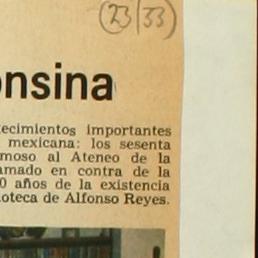 (23/33)
onsina
ecimientos importantes
mexicana: los sesenta
moso al Ateneo de la
amado en contra de la
0 años de la existencia
ioteca de Alfonso Reyes.